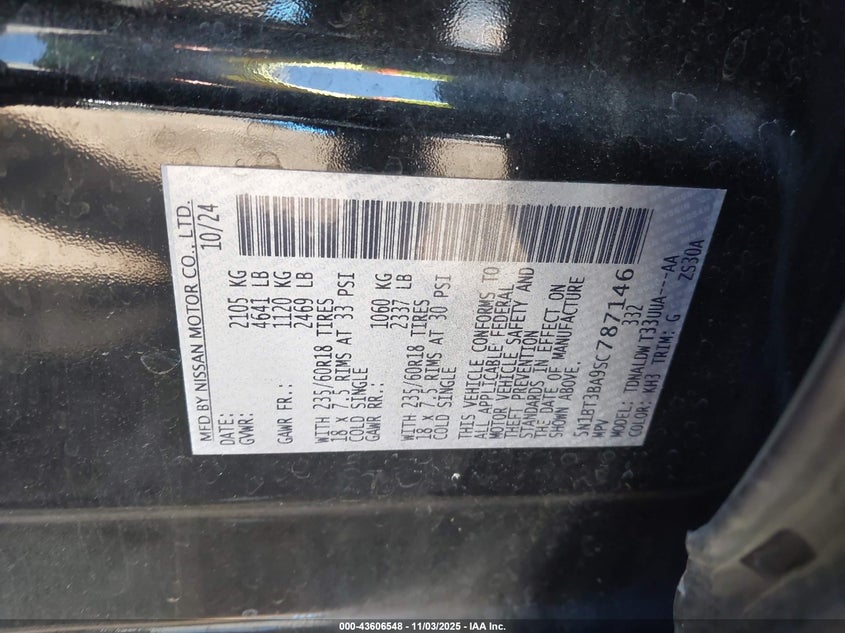 MFD BY NISSAN MOTOR CO., LTD.
DATE: 10/24
GVWR: 2105 KG
4641 LB
GAWR FR.: 1120 KG
2469 LB
WITH 235/60R18 TIRES
18 x 7.5 RIMS AT 33 PSI
COLD SINGLE
GAWR RR.: 1060 KG
2337 LB
WITH 235/60R18 TIRES
18 x 7.5 RIMS AT 30 PSI
COLD SINGLE
THIS VEHICLE CONFORMS TO
ALL APPLICABLE FEDERAL
MOTOR VEHICLE SAFETY AND
THEFT PREVENTION
STANDARDS IN EFFECT ON
THE DATE OF MANUFACTURE
SHOWN ABOVE.
5N1BT3BA9SC787146
MPV 332
MODEL: TDNALDW T33UUA----AA
COLOR: KH3 TRIM: G
ZS30A
000-43606548 - 11/03/2025 - IAA Inc.